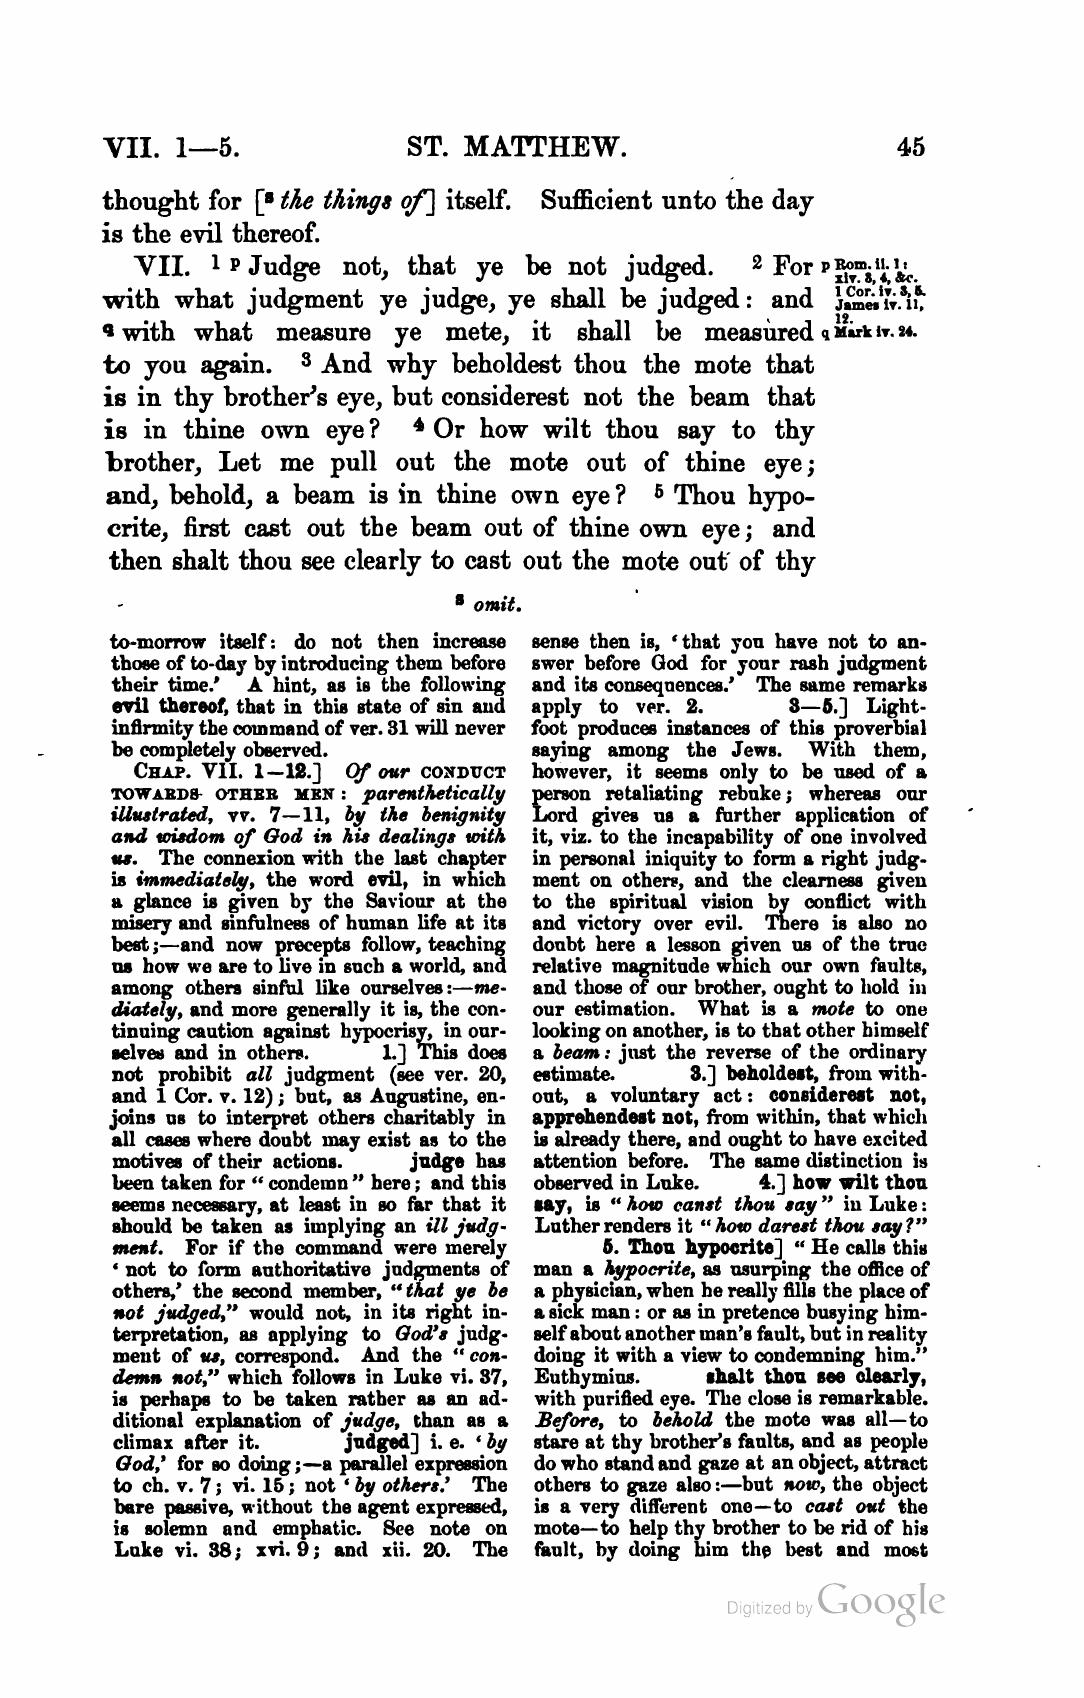 VII. 1—5. ST. MATTHEW. 45
thought for [s the things of] itself. Sufficient unto the day
is the evil thereof.
VII. 1 p Judge not, that ye be not judged. 2 For
with what judgment ye judge, ye shall be judged: and
q with what measure ye mete, it shall be measured
to you again. 3 And why beholdest thou the mote that
is in thy brother's eye, but considerest not the beam that
is in thine own eye? 4 Or how wilt thou say to thy
brother, Let me pull out the mote out of thine eye;
and, behold, a beam is in thine own eye? 5 Thou hypo-
crite, first cast out the beam out of thine own eye; and
then shalt thou see clearly to cast out the mote out of thy
p Rom. ii. 1:
xiv. 3, 4, &c.
1 Cor. iv. 3, 5.
James iv. 11,
12.
q Mark iv. 24.
s omit.
to-morrow itself: do not then increase
those of to-day by introducing them before
their time.' A hint, as is the following
evil thereof, that in this state of sin and
infirmity the command of ver. 31 will never
be completely observed.
CHAP. VII. 1—12.] Of our CONDUCT
TOWARDS OTHER MEN: parenthetically
illustrated, vv. 7—11, by the benignity
and wisdom of God in his dealings with
us. The connexion with the last chapter
is immediately, the word evil, in which
a glance is given by the Saviour at the
misery and sinfulness of human life at its
best;—and now precepts follow, teaching
us how we are to live in such a world, and
among others sinful like ourselves:—me-
diately, and more generally it is, the con-
tinuing caution against hypocrisy, in our-
selves and in others. 1.] This does
not prohibit all judgment (see ver. 20,
and 1 Cor. v. 12); but, as Augustine, en-
joins us to interpret others charitably in
all cases where doubt may exist as to the
motives of their actions. judge has
been taken for "condemn" here; and this
seems necessary, at least in so far that it
should be taken as implying an ill judg-
ment. For if the command were merely
'not to form authoritative judgments of
others,' the second member, "that ye be
not judged," would not, in its right in-
terpretation, as applying to God's judg-
ment of us, correspond. And the "con-
demn not," which follows in Luke vi. 37,
is perhaps to be taken rather as an ad-
ditional explanation of judge, than as a
climax after it. judged] i. e. 'by
God,' for so doing;—a parallel expression
to ch. v. 7; vi. 15; not 'by others.' The
bare passive, without the agent expressed,
is solemn and emphatic. See note on
Luke vi. 38; xvi. 9; and xii. 20. The
sense then is, 'that you have not to an-
swer before God for your rash judgment
and its consequences.' The same remarks
apply to ver. 2. 3—5.] Light-
foot produces instances of this proverbial
saying among the Jews. With them,
however, it seems only to be used of a
person retaliating rebuke; whereas our
Lord gives us a further application of
it, viz. to the incapability of one involved
in personal iniquity to form a right judg-
ment on others, and the clearness given
to the spiritual vision by conflict with
and victory over evil. There is also no
doubt here a lesson given us of the true
relative magnitude which our own faults,
and those of our brother, ought to hold in
our estimation. What is a mote to one
looking on another, is to that other himself
a beam: just the reverse of the ordinary
estimate. 3.] beholdest, from with-
out, a voluntary act: considerest not,
apprehendest not, from within, that which
is already there, and ought to have excited
attention before. The same distinction is
observed in Luke. 4.] how wilt thou
say, is "how canst thou say" in Luke:
Luther renders it "how darest thou say?"
5. Thou hypocrite] "He calls this
man a hypocrite, as usurping the office of
a physician, when he really fills the place of
a sick man: or as in pretence busying him-
self about another man's fault, but in reality
doing it with a view to condemning him."
Euthymius. shalt thou see clearly,
with purified eye. The close is remarkable.
Before, to behold the mote was all—to
stare at thy brother's faults, and as people
do who stand and gaze at an object, attract
others to gaze also:—but now, the object
is a very different one—to cast out the
mote—to help thy brother to be rid of his
fault, by doing him the best and most
Digitized by Google